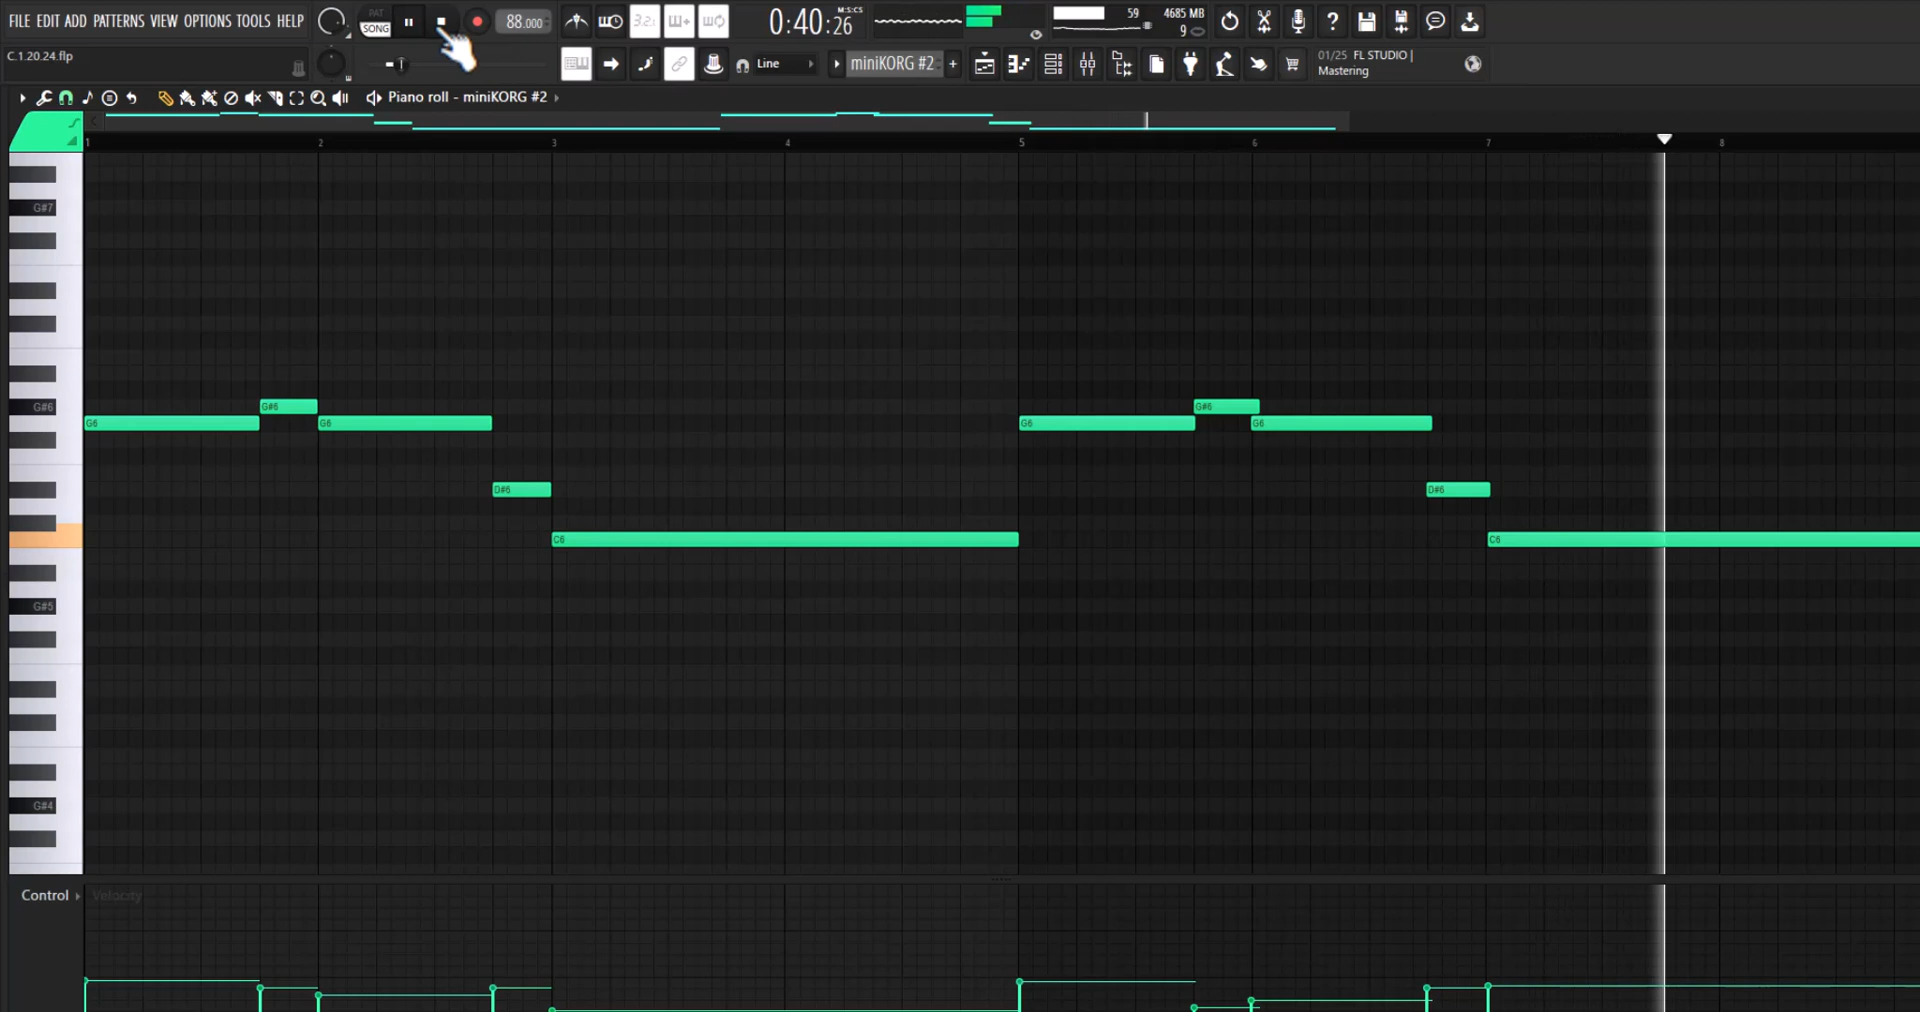 FILE EDIT ADD PATTERNS VIEW OPTIONS TOOLS HELP
PAT
SONG
88.000
32:
0:40:26
M:S:CS
59
4685 MB
9
C.1.20.24.flp
Line
miniKORG #2
01/25 FL STUDIO |
Mastering
Piano roll - miniKORG #2
1 2 3 4 5 6 7 8
G#7
G#6
G#6
G#6
G6
G6
G6
G6
D#6
D#6
C6
C6
G#5
G#4
Control
Velocity